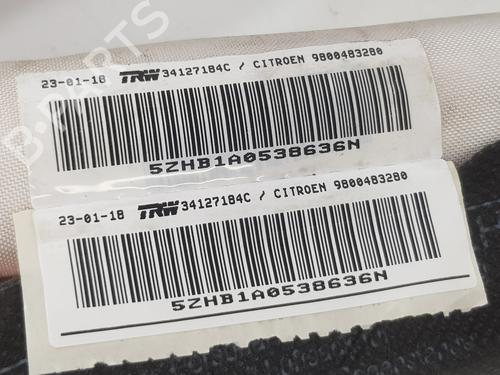 23-01-18 TRW 34127184C / CITROEN 9800483280
5ZHB1A0538636N
23-01-18 TRW 34127184C / CITROEN 9800483280
5ZHB1A0538636N
B-PARTS